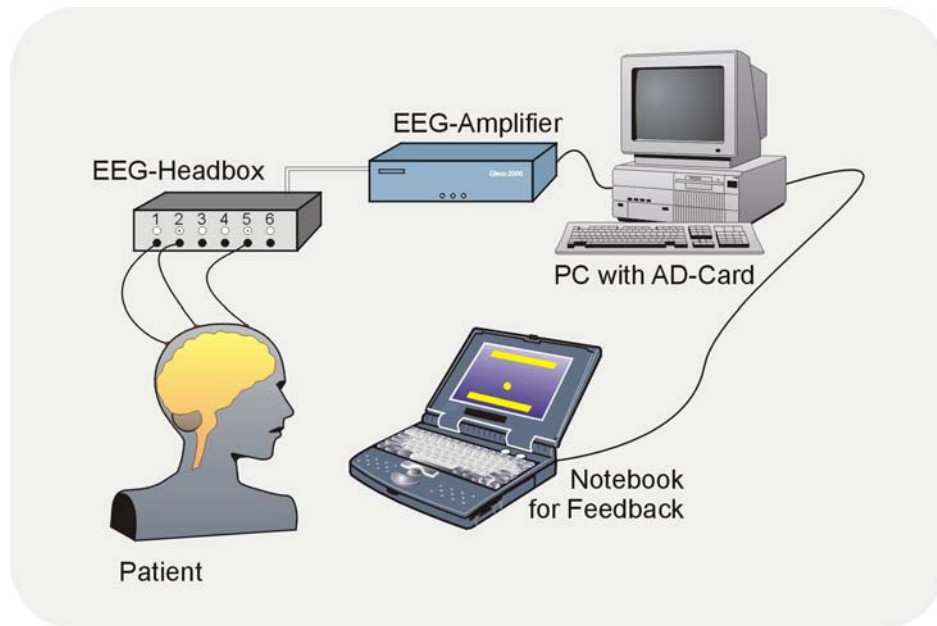 EEG-Amplifier
EEG-Headbox
1 2 3 4 5 6
PC with AD-Card
Notebook
for Feedback
Patient